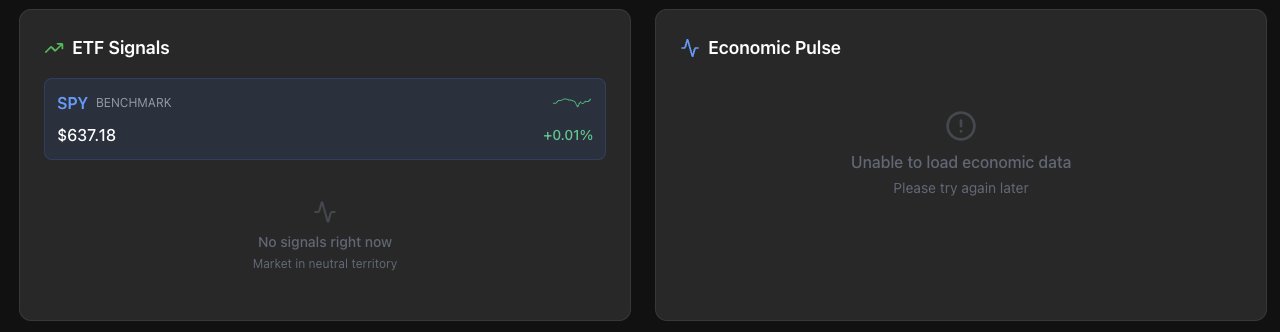 ETF Signals
SPY BENCHMARK
$637.18
+0.01%
No signals right now
Market in neutral territory
Economic Pulse
Unable to load economic data
Please try again later